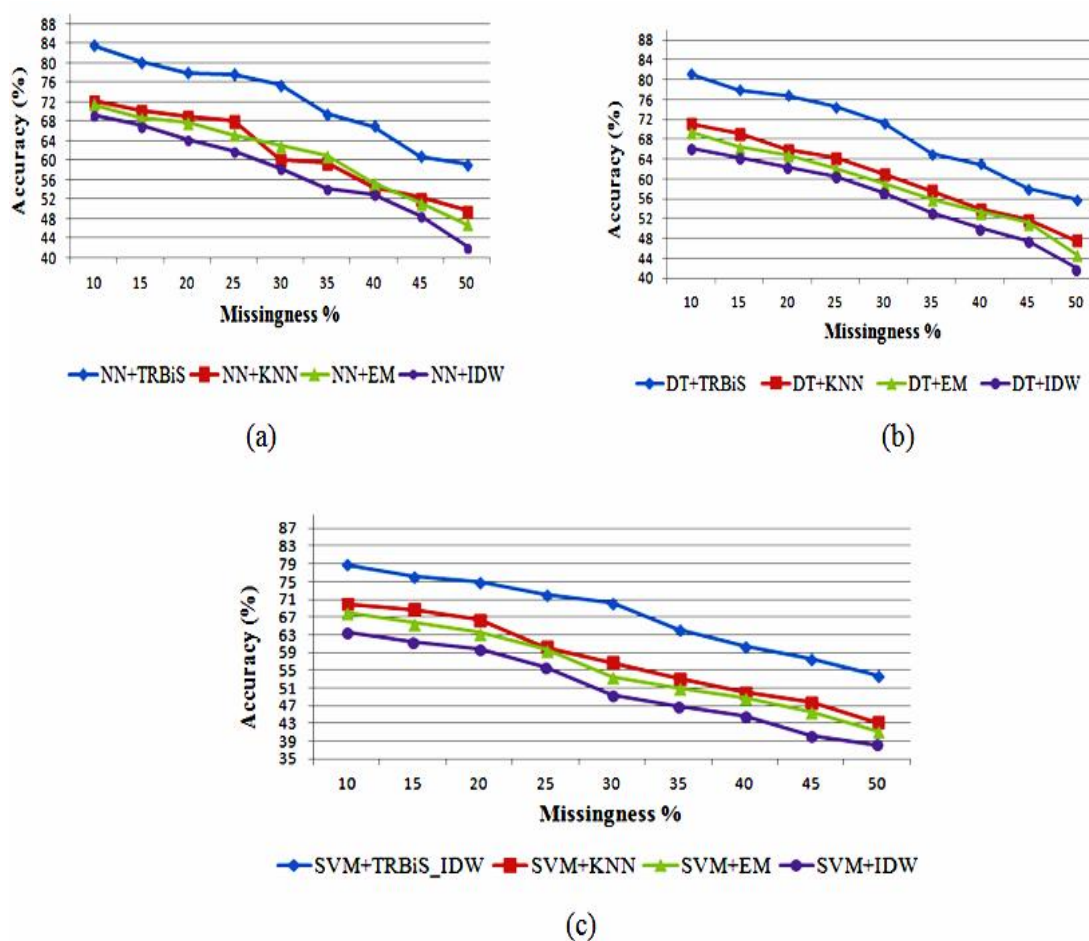 88
84
80
76
72
68
64
60
56
52
48
44
40
Accuracy (%)
10 15 20 25 30 35 40 45 50
Missingness %
NN+TRBiS NN+KNN NN+EM NN+IDW
(a)
88
84
80
76
72
68
64
60
56
52
48
44
40
Accuracy (%)
10 15 20 25 30 35 40 45 50
Missingness %
DT+TRBiS DT+KNN DT+EM DT+IDW
(b)
87
83
79
75
71
67
63
59
55
51
47
43
39
35
Accuracy (%)
10 15 20 25 30 35 40 45 50
Missingness %
SVM+TRBiS_IDW SVM+KNN SVM+EM SVM+IDW
(c)